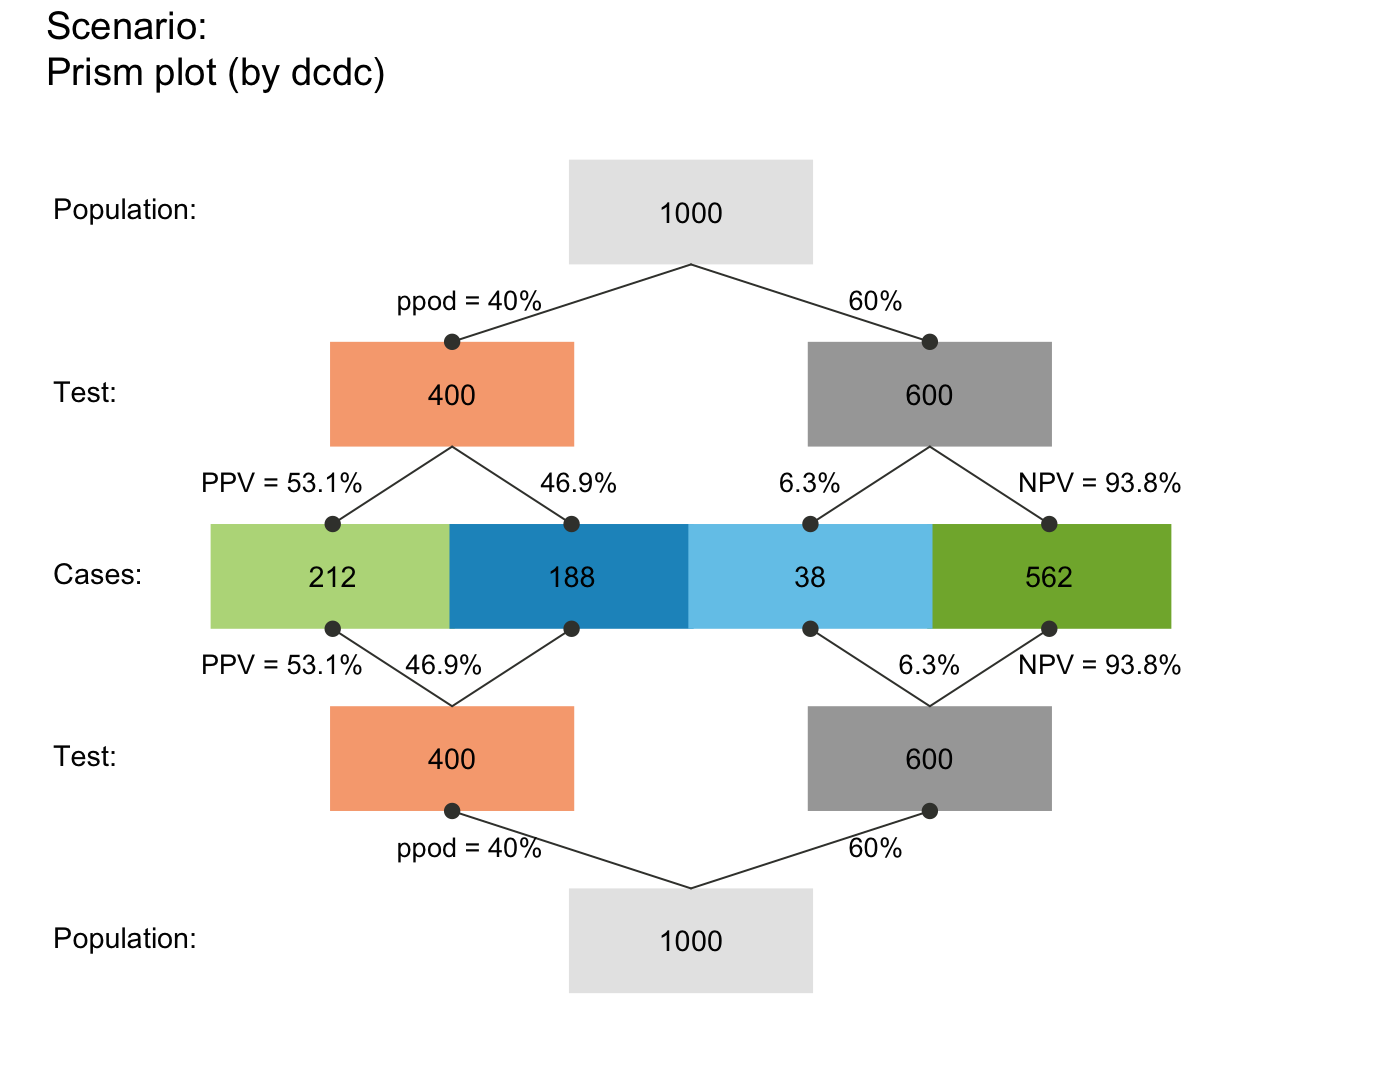 Scenario:
Prism plot (by dcdc)
Population:
1000
ppod = 40%
60%
Test:
400
600
PPV = 53.1%
46.9%
6.3%
NPV = 93.8%
Cases:
212
188
38
562
PPV = 53.1%
46.9%
6.3%
NPV = 93.8%
Test:
400
600
ppod = 40%
60%
Population:
1000